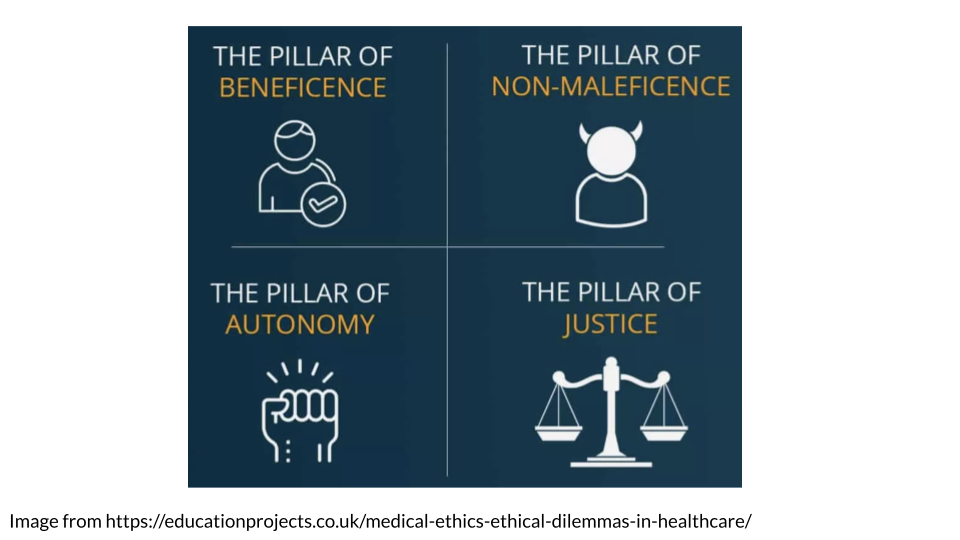 THE PILLAR OF
BENEFICENCE
THE PILLAR OF
NON-MALEFICENCE
THE PILLAR OF
AUTONOMY
THE PILLAR OF
JUSTICE
Image from https://educationprojects.co.uk/medical-ethics-ethical-dilemmas-in-healthcare/